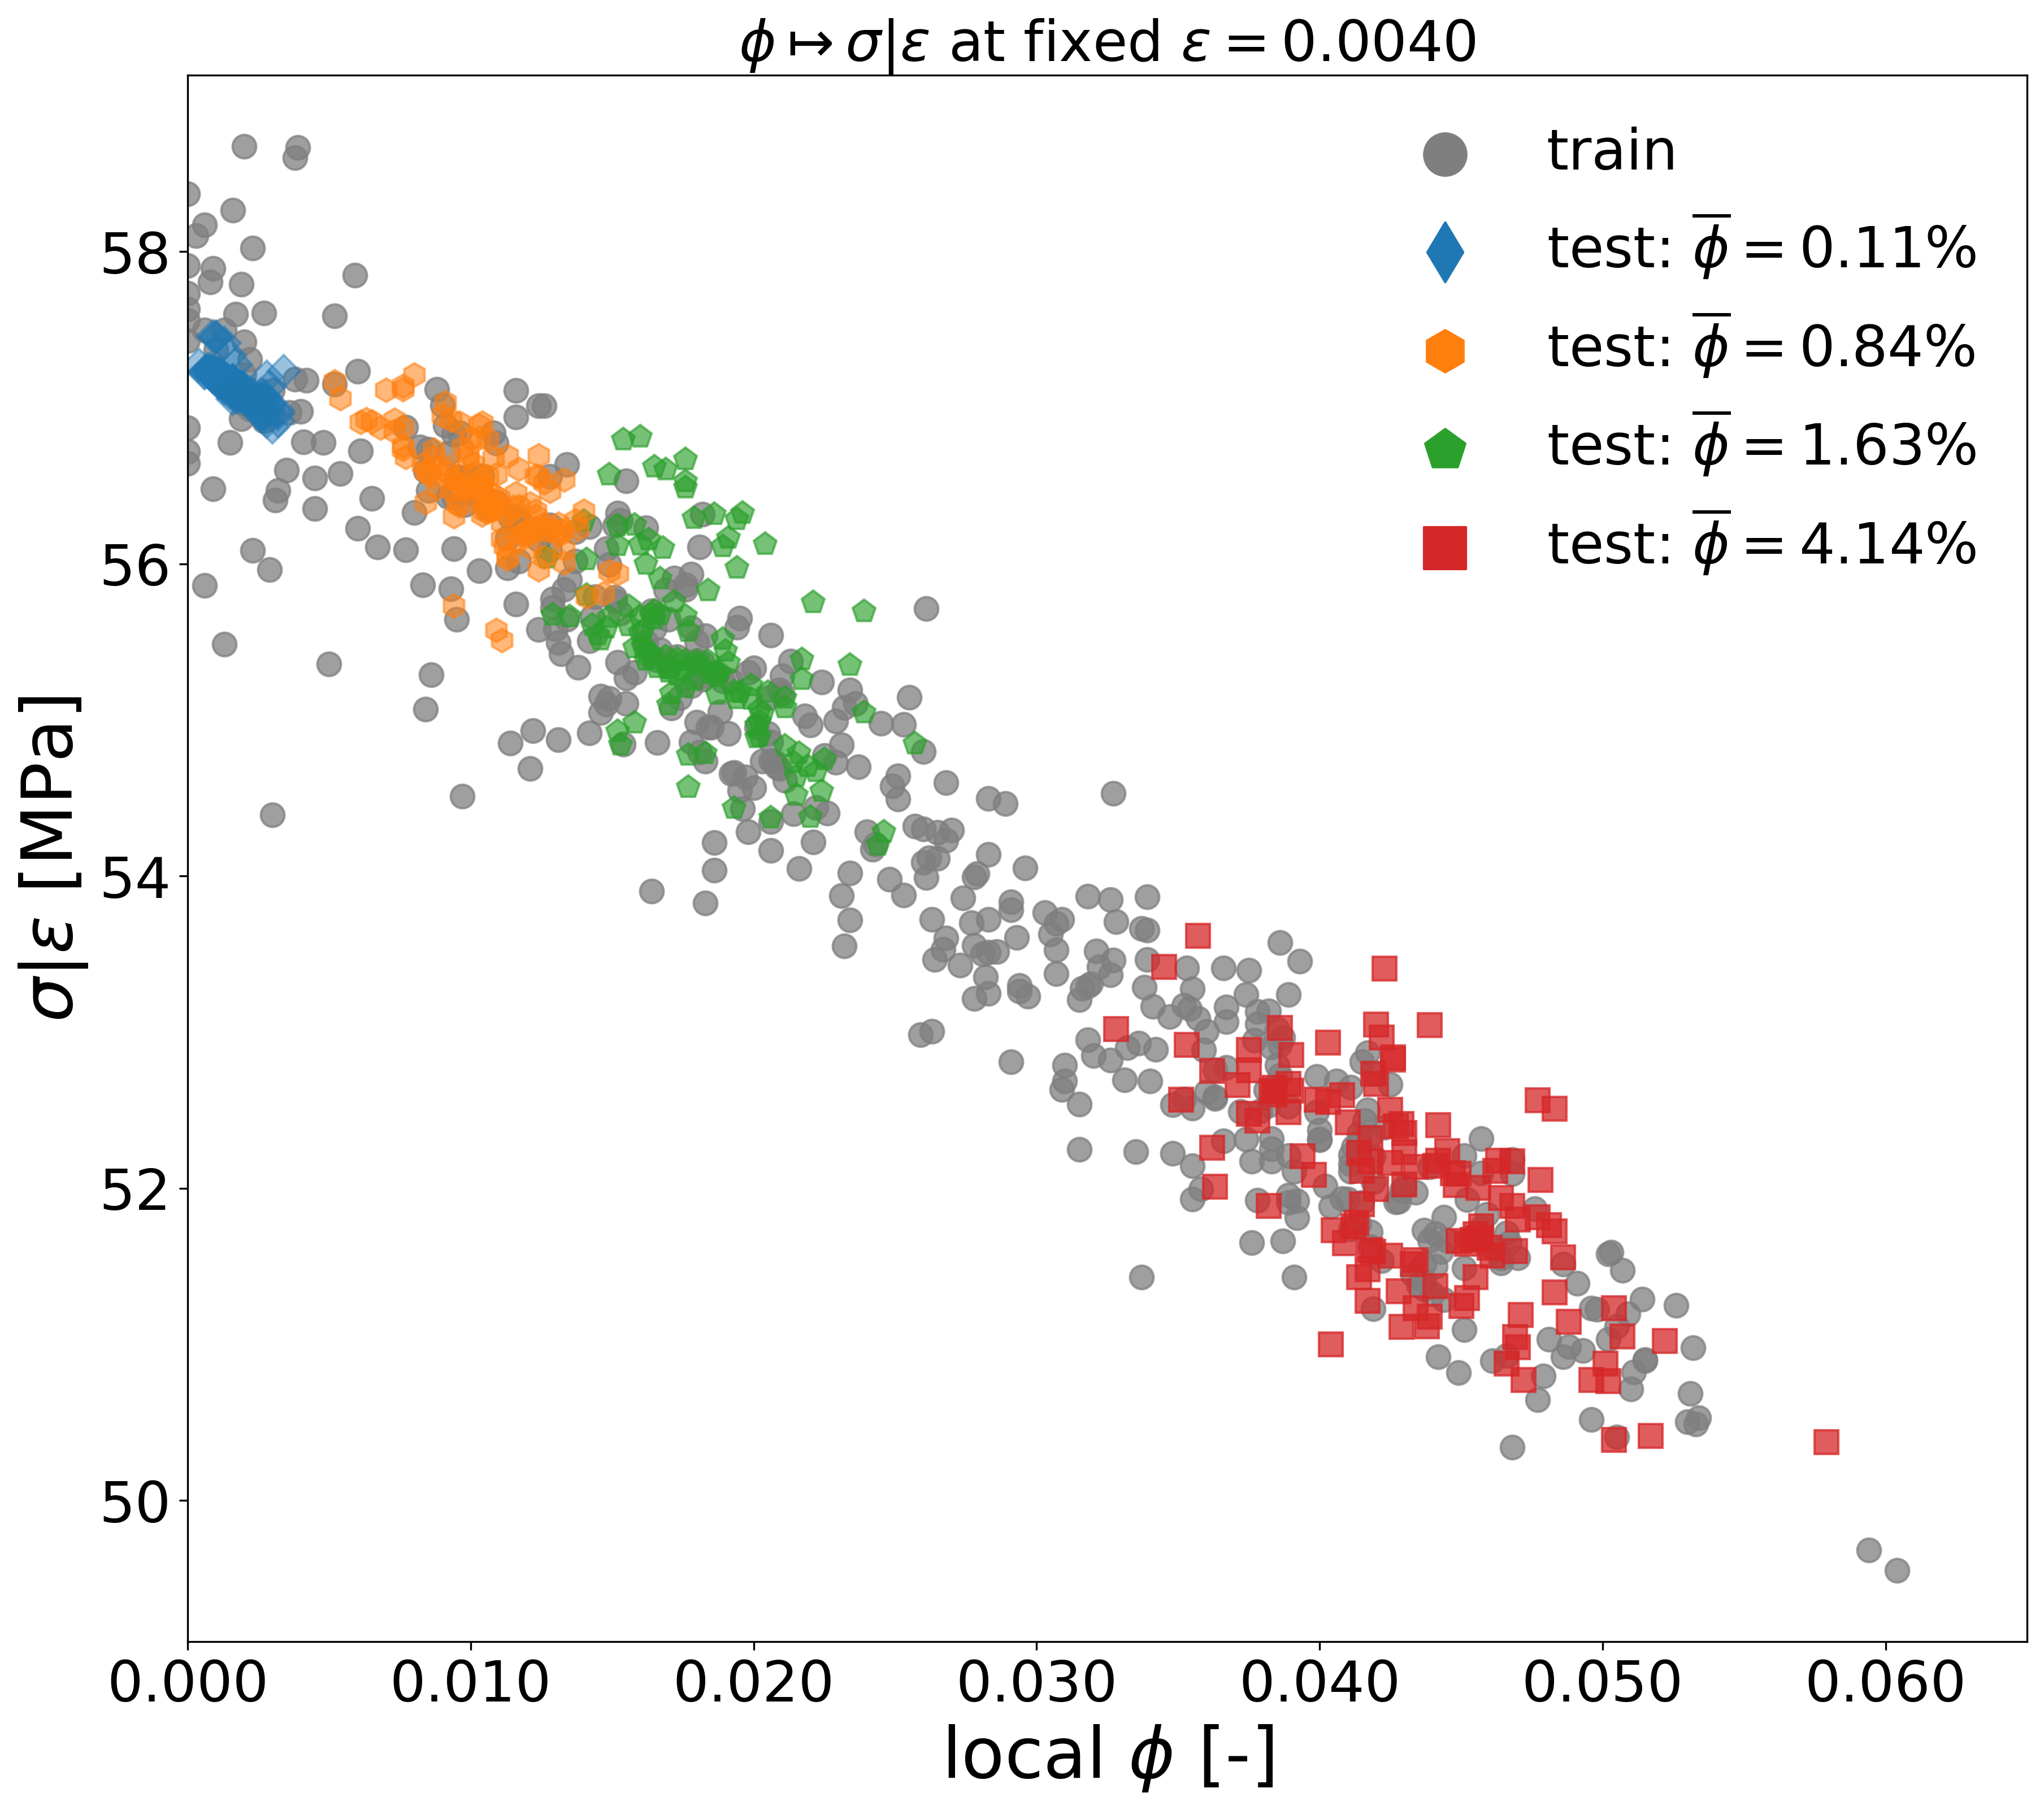 ϕ ↦ σ|ε at fixed ε = 0.0040
train
test: ϕ̅ = 0.11%
test: ϕ̅ = 0.84%
test: ϕ̅ = 1.63%
test: ϕ̅ = 4.14%
σ|ε [MPa]
58
56
54
52
50
0.000 0.010 0.020 0.030 0.040 0.050 0.060
local ϕ [-]